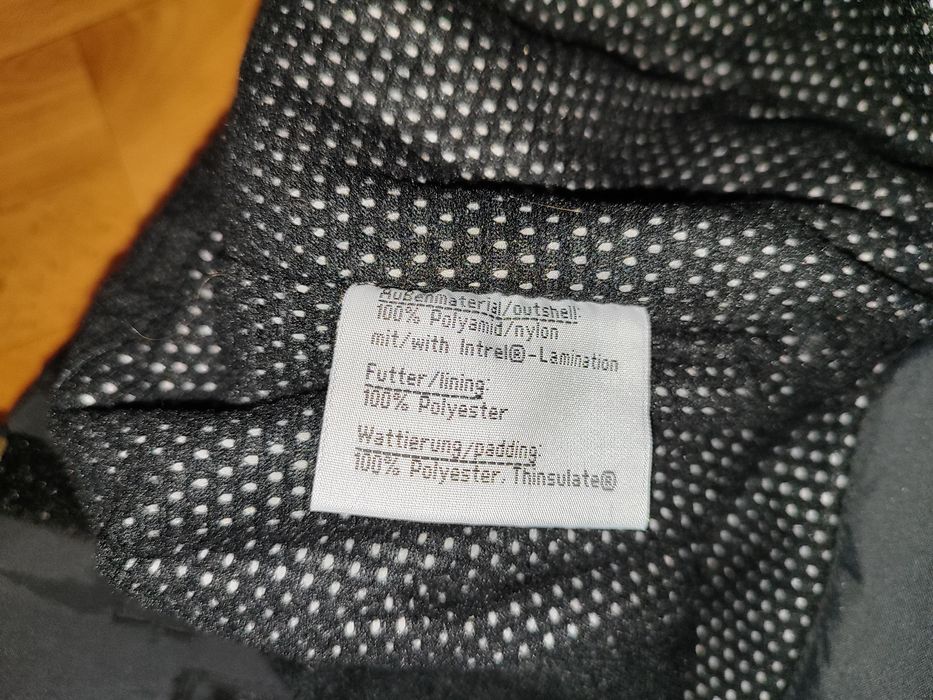 Außenmaterial/outshell:
100% Polyamid/nylon
mit/with Intrel®-Lamination
Futter/lining:
100% Polyester
Wattierung/padding:
100% Polyester, Thinsulate®